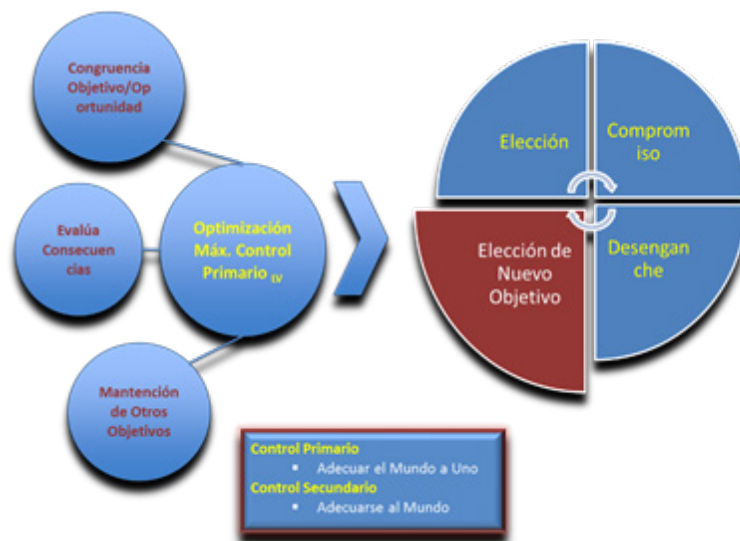 Congruencia
Objetivo/Op
ortunidad
Evalúa
Consecuen
cias
Mantención
de Otros
Objetivos
Optimización
Máx. Control
Primario
Elección
Comprom
iso
Elección de
Nuevo
Objetivo
Desengan
che
Control Primario
▪ Adecuar el Mundo a Uno
Control Secundario
▪ Adecuarse al Mundo